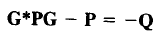 G*PG – P = –Q